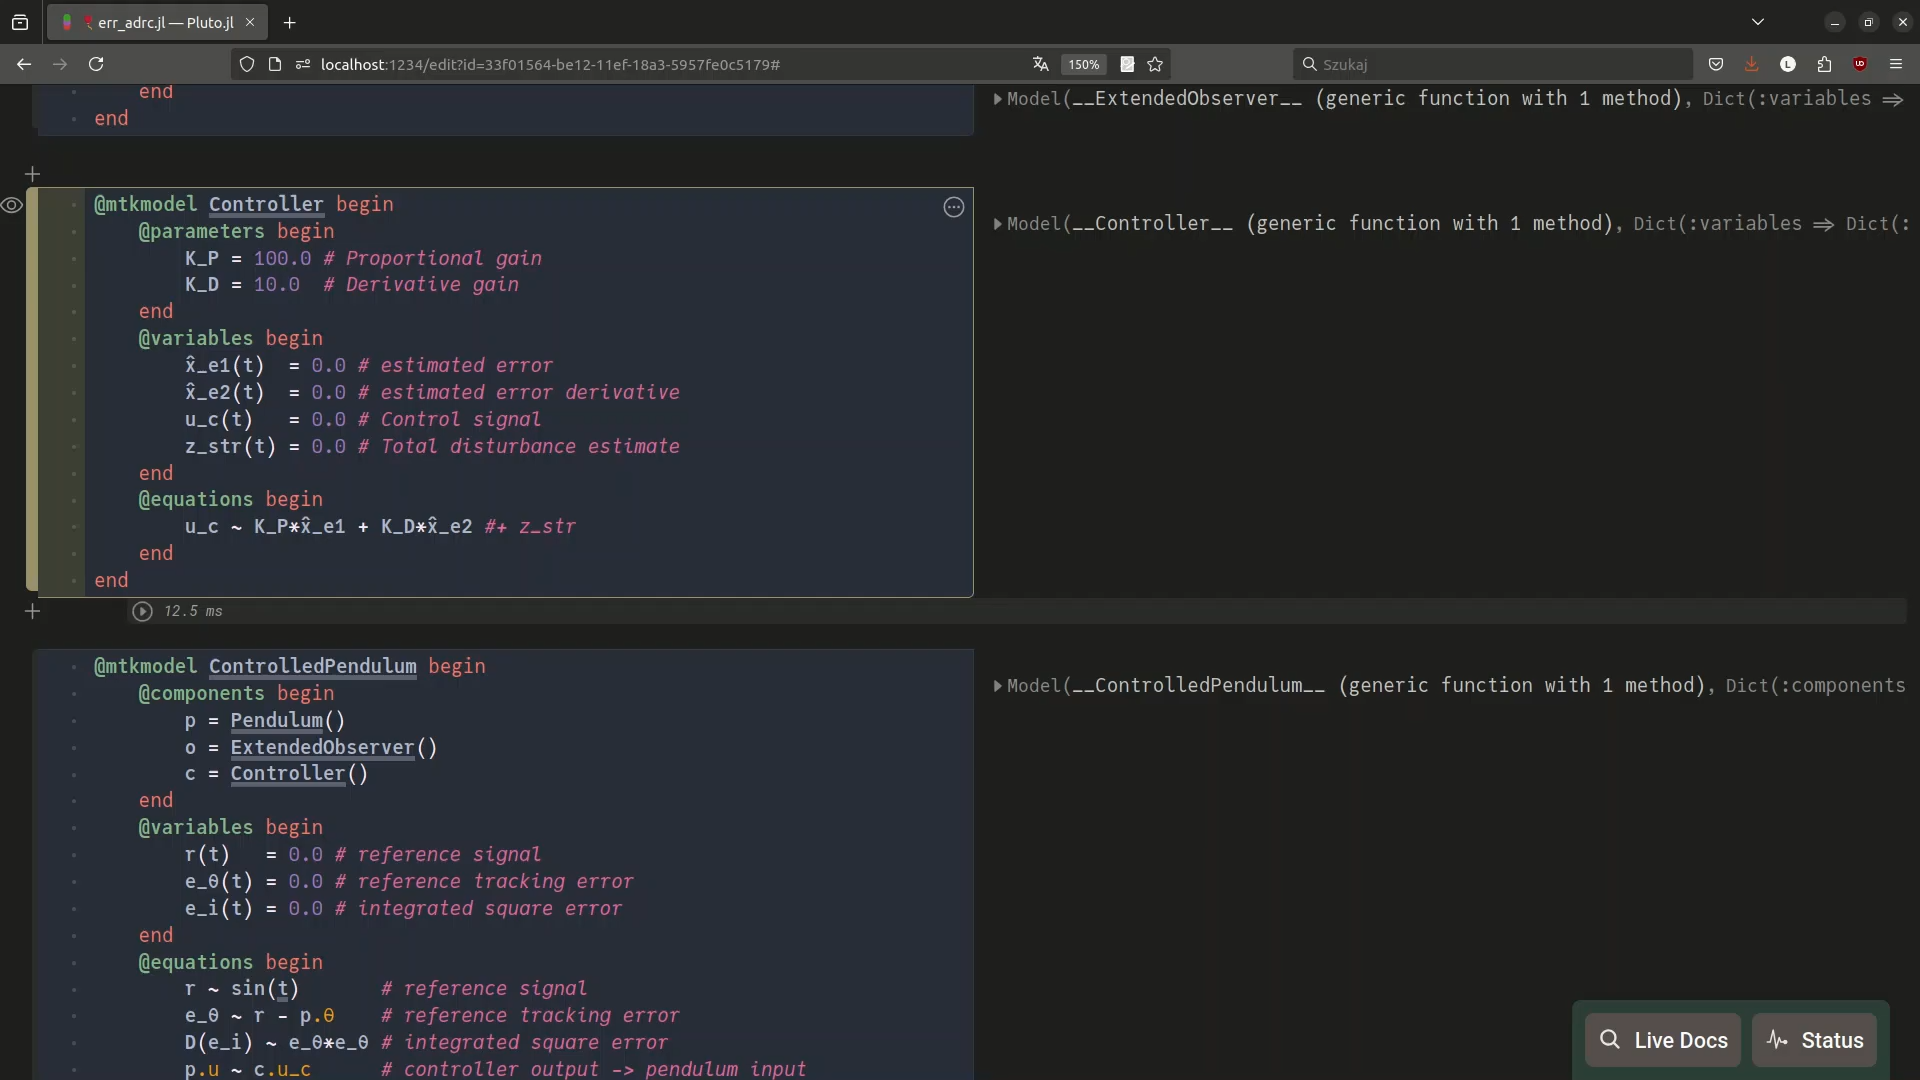 err_adrc.jl — Pluto.jl
localhost:1234/edit?id=33f01564-be12-11ef-18a3-5957fe0c5179#
150%
Szukaj
L
end
end
Model(__ExtendedObserver__ (generic function with 1 method), Dict(:variables ⇒
@mtkmodel Controller begin
@parameters begin
K_P = 100.0 # Proportional gain
K_D = 10.0  # Derivative gain
end
@variables begin
x̂_e1(t)  = 0.0 # estimated error
x̂_e2(t)  = 0.0 # estimated error derivative
u_c(t)   = 0.0 # Control signal
z_str(t) = 0.0 # Total disturbance estimate
end
@equations begin
u_c ~ K_P*x̂_e1 + K_D*x̂_e2 #+ z_str
end
end
Model(__Controller__ (generic function with 1 method), Dict(:variables ⇒ Dict(:
12.5 ms
@mtkmodel ControlledPendulum begin
@components begin
p = Pendulum()
o = ExtendedObserver()
c = Controller()
end
@variables begin
r(t)   = 0.0 # reference signal
e_θ(t) = 0.0 # reference tracking error
e_i(t) = 0.0 # integrated square error
end
@equations begin
r ~ sin(t)       # reference signal
e_θ ~ r - p.θ    # reference tracking error
D(e_i) ~ e_θ*e_θ # integrated square error
p.u ~ c.u_c      # controller output -> pendulum input
Model(__ControlledPendulum__ (generic function with 1 method), Dict(:components
Live Docs
Status